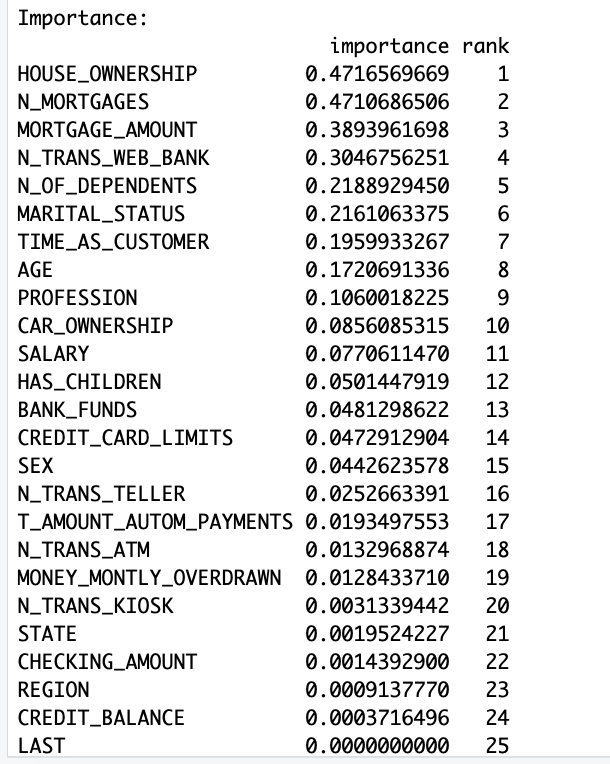 Importance:
importance rank
HOUSE_OWNERSHIP 0.4716569669 1
N_MORTGAGES 0.4710686506 2
MORTGAGE_AMOUNT 0.3893961698 3
N_TRANS_WEB_BANK 0.3046756251 4
N_OF_DEPENDENTS 0.2188929450 5
MARITAL_STATUS 0.2161063375 6
TIME_AS_CUSTOMER 0.1959933267 7
AGE 0.1720691336 8
PROFESSION 0.1060018225 9
CAR_OWNERSHIP 0.0856085315 10
SALARY 0.0770611470 11
HAS_CHILDREN 0.0501447919 12
BANK_FUNDS 0.0481298622 13
CREDIT_CARD_LIMITS 0.0472912904 14
SEX 0.0442623578 15
N_TRANS_TELLER 0.0252663391 16
T_AMOUNT_AUTOM_PAYMENTS 0.0193497553 17
N_TRANS_ATM 0.0132968874 18
MONEY_MONTLY_OVERDRAWN 0.0128433710 19
N_TRANS_KIOSK 0.0031339442 20
STATE 0.0019524227 21
CHECKING_AMOUNT 0.0014392900 22
REGION 0.0009137770 23
CREDIT_BALANCE 0.0003716496 24
LAST 0.0000000000 25